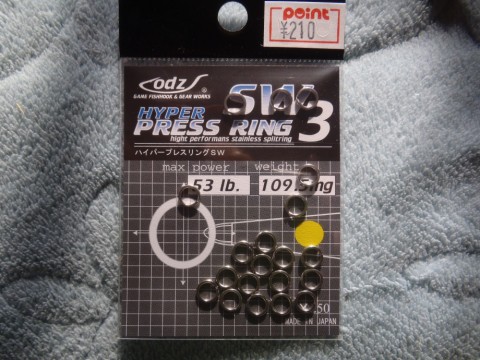 point
¥210
odz
®
GAME FISHHOOK & GEAR WORKS
SW
HYPER
PRESS RING 3
hight performans stainless splitring
ハイパープレスリングSW
max power weight
53 lb. 109.5mg
MADE IN JAPAN